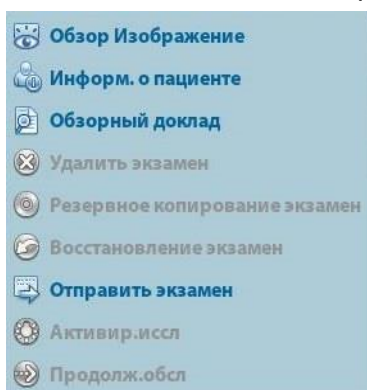 Обзор Изображение
Информ. о пациенте
Обзорный доклад
Удалить экзамен
Резервное копирование экзамен
Восстановление экзамен
Отправить экзамен
Активир.иссл
Продолж.обсл